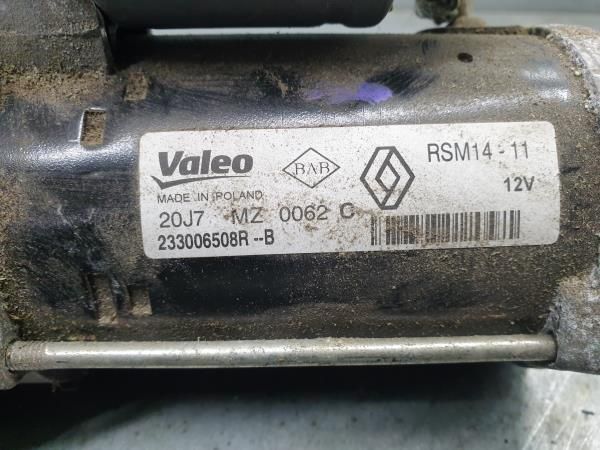 Valeo BAB RSM14 - 11
MADE IN POLAND 12V
20J7 MZ 0062 C
233006508R --B